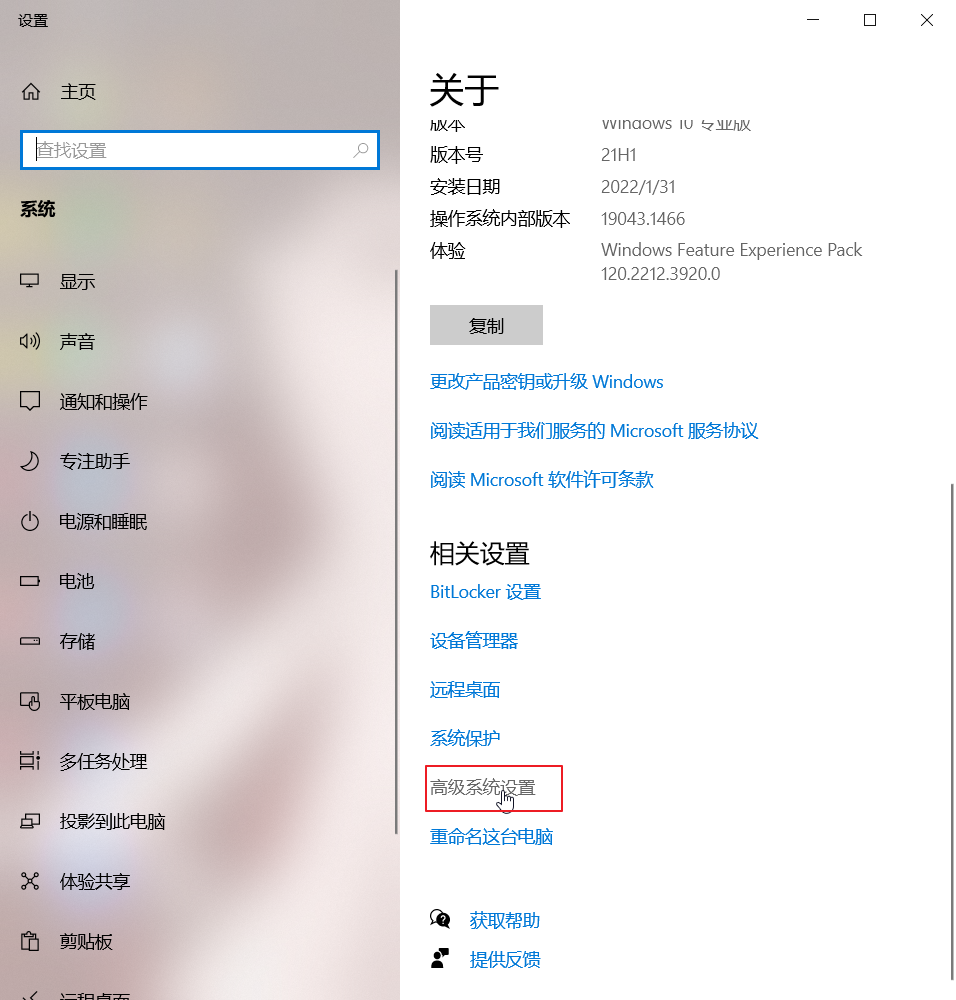 设置
主页
查找设置
系统
显示
声音
通知和操作
专注助手
电源和睡眠
电池
存储
平板电脑
多任务处理
投影到此电脑
体验共享
剪贴板
远程桌面
关于
版本 Windows 10 专业版
版本号 21H1
安装日期 2022/1/31
操作系统内部版本 19043.1466
体验 Windows Feature Experience Pack
120.2212.3920.0
复制
更改产品密钥或升级 Windows
阅读适用于我们服务的 Microsoft 服务协议
阅读 Microsoft 软件许可条款
相关设置
BitLocker 设置
设备管理器
远程桌面
系统保护
高级系统设置
重命名这台电脑
获取帮助
提供反馈